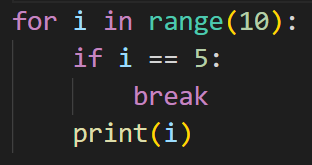 for i in range(10):
    if i == 5:
        break
    print(i)